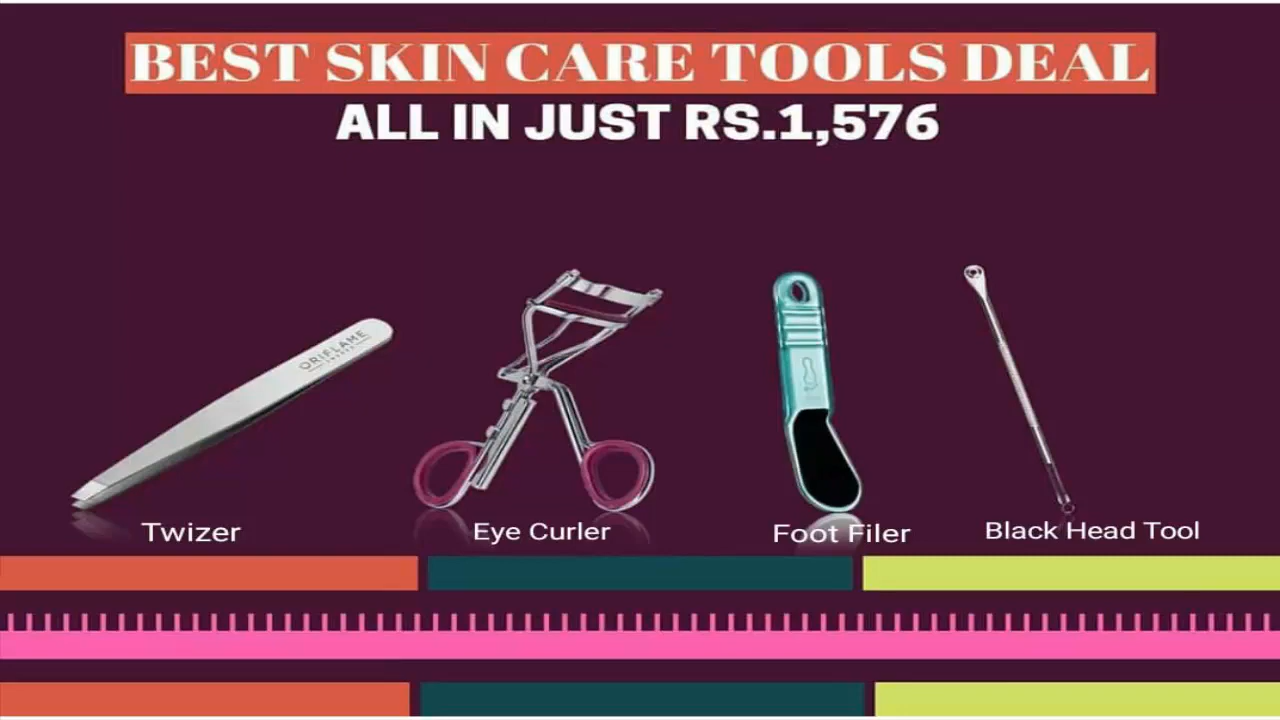 BEST SKIN CARE TOOLS DEAL
ALL IN JUST RS.1,576
ORIFLAME
SWEDEN
Twizer
Eye Curler
Foot Filer
Black Head Tool